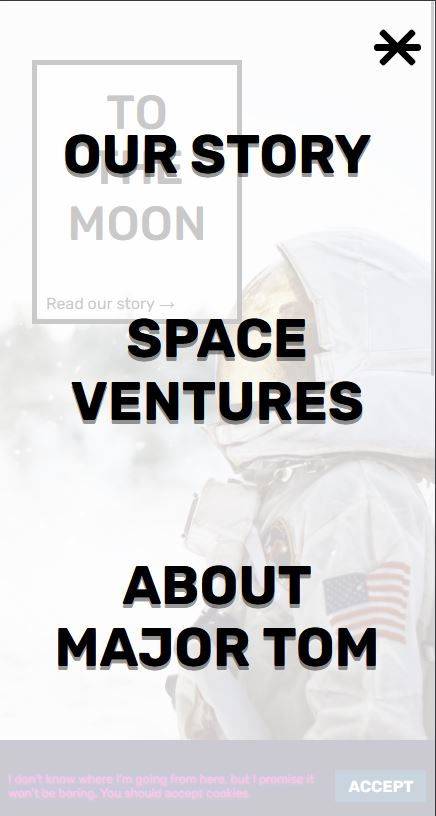 TO
OUR STORY
THE
MOON
Read our story →
SPACE
VENTURES
ABOUT
MAJOR TOM
I don't know where I'm going from here, but I promise it
won't be boring. You should accept cookies.
ACCEPT